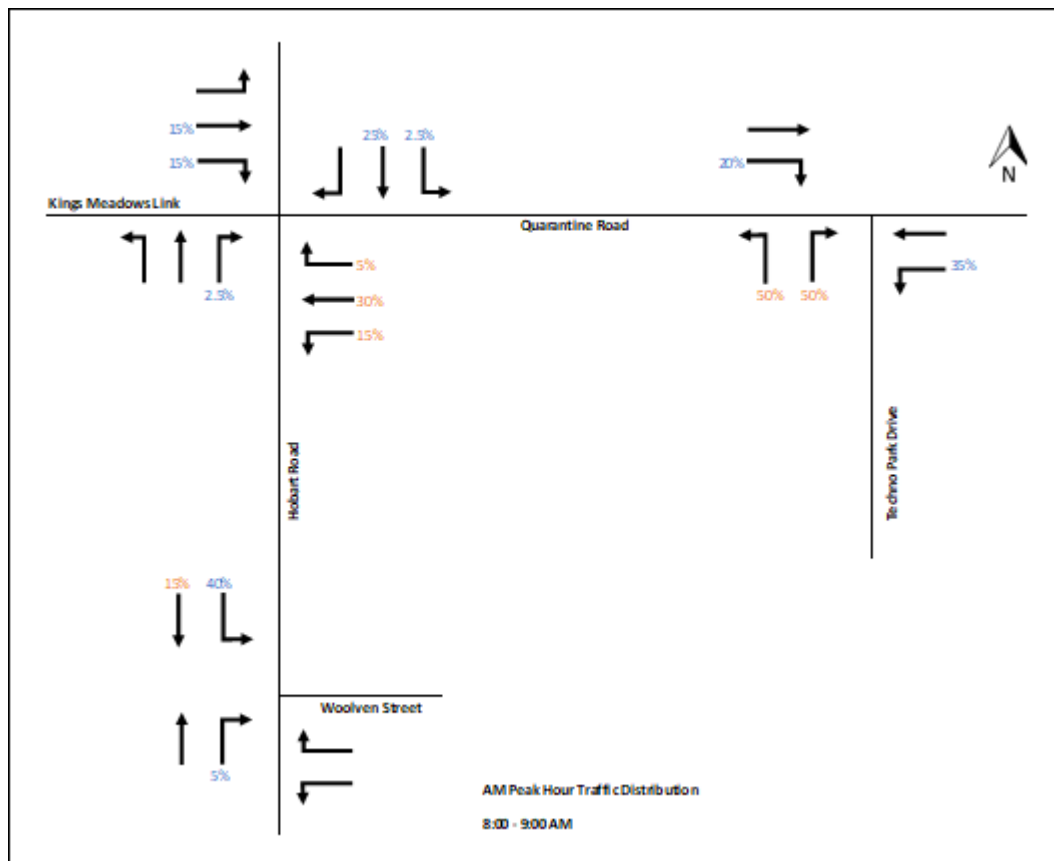 15%
25% 2.5%
15%
20%
N
Kings Meadows Link
Quarantine Road
5%
35%
2.5%
30%
50% 50%
15%
Hobart Road
Techno Park Drive
15% 40%
Woolven Street
5%
AM Peak Hour Traffic Distribution
8:00 - 9:00 AM